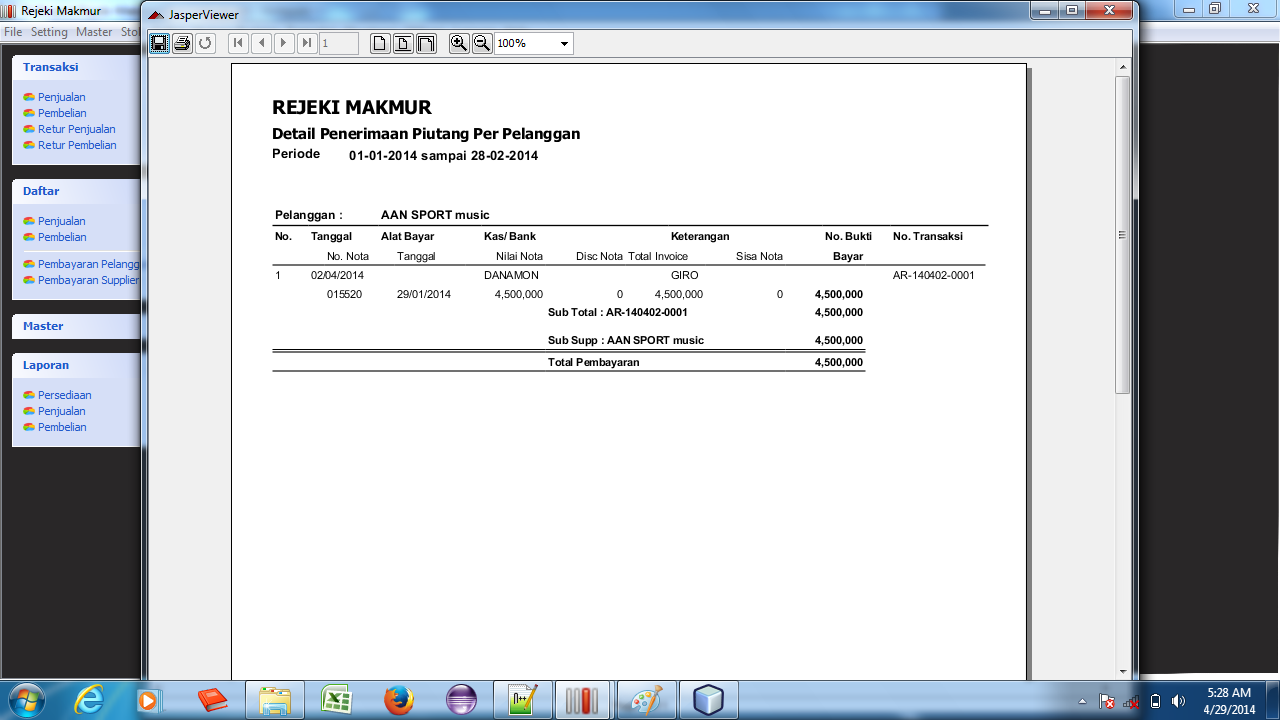 Rejeki Makmur
JasperViewer
File Setting Master Sto
1 100%
Transaksi
Penjualan
Pembelian
Retur Penjualan
Retur Pembelian
Daftar
Penjualan
Pembelian
Pembayaran Pelangg
Pembayaran Supplier
Master
Laporan
Persediaan
Penjualan
Pembelian
REJEKI MAKMUR
Detail Penerimaan Piutang Per Pelanggan
Periode 01-01-2014 sampai 28-02-2014
Pelanggan : AAN SPORT music
No. Tanggal Alat Bayar Kas/ Bank Keterangan No. Bukti No. Transaksi
No. Nota Tanggal Nilai Nota Disc Nota Total Invoice Sisa Nota Bayar
1 02/04/2014 DANAMON GIRO AR-140402-0001
015520 29/01/2014 4,500,000 0 4,500,000 0 4,500,000
Sub Total : AR-140402-0001 4,500,000
Sub Supp : AAN SPORT music 4,500,000
Total Pembayaran 4,500,000
5:28 AM
4/29/2014